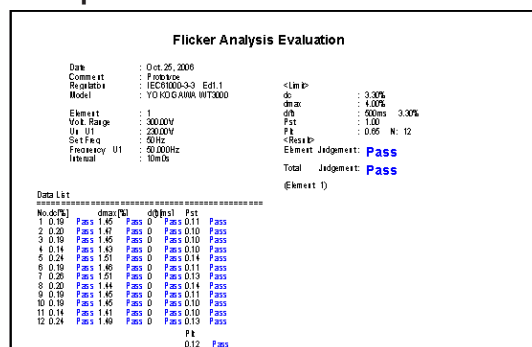 Flicker Analysis Evaluation
Date : Oct. 25, 2006
Comment : Prototype
Regulation : IEC61000-3-3 Ed1.1
Model : YOKOGAWA WT3000
Element : 1
Volt. Range : 300.00V
Un U1 : 230.00V
Set Freq : 50Hz
Frequency U1 : 50.000Hz
Interval : 10m0s
<Limit>
dc : 3.30%
dmax : 4.00%
d(t) : 500ms 3.30%
Pst : 1.00
Plt : 0.65 N: 12
<Result>
Element Judgement: Pass
Total Judgement: Pass
(Element 1)
Data List
No. dc[%] dmax[%] d(t)[ms] Pst
1 0.19 Pass 1.45 Pass 0 Pass 0.11 Pass
2 0.20 Pass 1.47 Pass 0 Pass 0.10 Pass
3 0.19 Pass 1.45 Pass 0 Pass 0.10 Pass
4 0.14 Pass 1.43 Pass 0 Pass 0.10 Pass
5 0.24 Pass 1.51 Pass 0 Pass 0.14 Pass
6 0.19 Pass 1.46 Pass 0 Pass 0.11 Pass
7 0.26 Pass 1.51 Pass 0 Pass 0.13 Pass
8 0.20 Pass 1.44 Pass 0 Pass 0.14 Pass
9 0.19 Pass 1.45 Pass 0 Pass 0.11 Pass
10 0.19 Pass 1.45 Pass 0 Pass 0.10 Pass
11 0.14 Pass 1.41 Pass 0 Pass 0.10 Pass
12 0.24 Pass 1.49 Pass 0 Pass 0.13 Pass
Plt
0.12 Pass